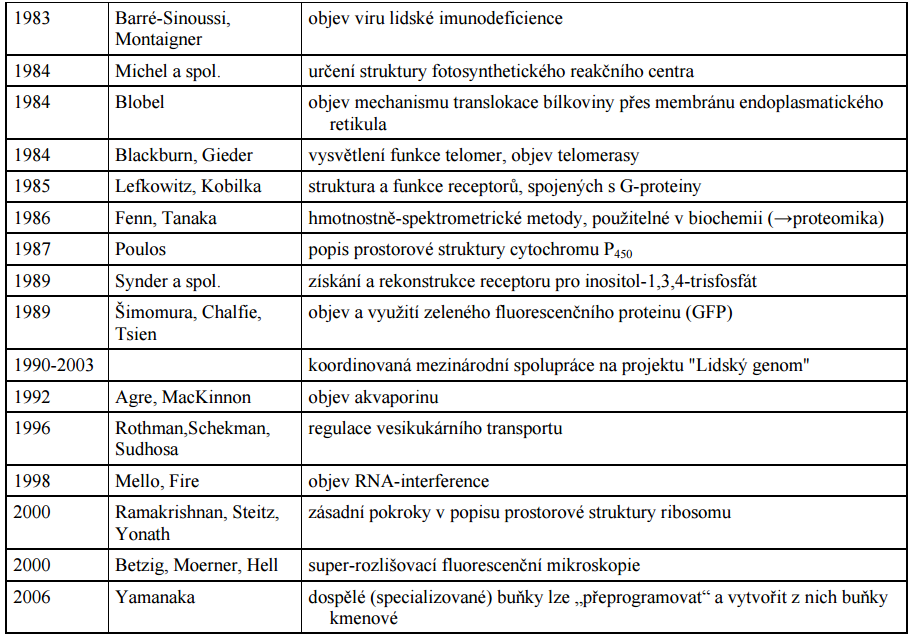 1983 Barré-Sinoussi, objev viru lidské imunodeficience
Montaigner
1984 Michel a spol. určení struktury fotosynthetického reakčního centra
1984 Blobel objev mechanismu translokace bílkoviny přes membránu endoplasmatického
retikula
1984 Blackburn, Gieder vysvětlení funkce telomer, objev telomerasy
1985 Lefkowitz, Kobilka struktura a funkce receptorů, spojených s G-proteiny
1986 Fenn, Tanaka hmotnostně-spektrometrické metody, použitelné v biochemii (→proteomika)
1987 Poulos popis prostorové struktury cytochromu P450
1989 Synder a spol. získání a rekonstrukce receptoru pro inositol-1,3,4-trisfosfát
1989 Šimomura, Chalfie, objev a využití zeleného fluorescenčního proteinu (GFP)
Tsien
1990-2003 koordinovaná mezinárodní spolupráce na projektu "Lidský genom"
1992 Agre, MacKinnon objev akvaporinu
1996 Rothman,Schekman, regulace vesikukárního transportu
Sudhosa
1998 Mello, Fire objev RNA-interference
2000 Ramakrishnan, Steitz, zásadní pokroky v popisu prostorové struktury ribosomu
Yonath
2000 Betzig, Moerner, Hell super-rozlišovací fluorescenční mikroskopie
2006 Yamanaka dospělé (specializované) buňky lze „přeprogramovat“ a vytvořit z nich buňky
kmenové